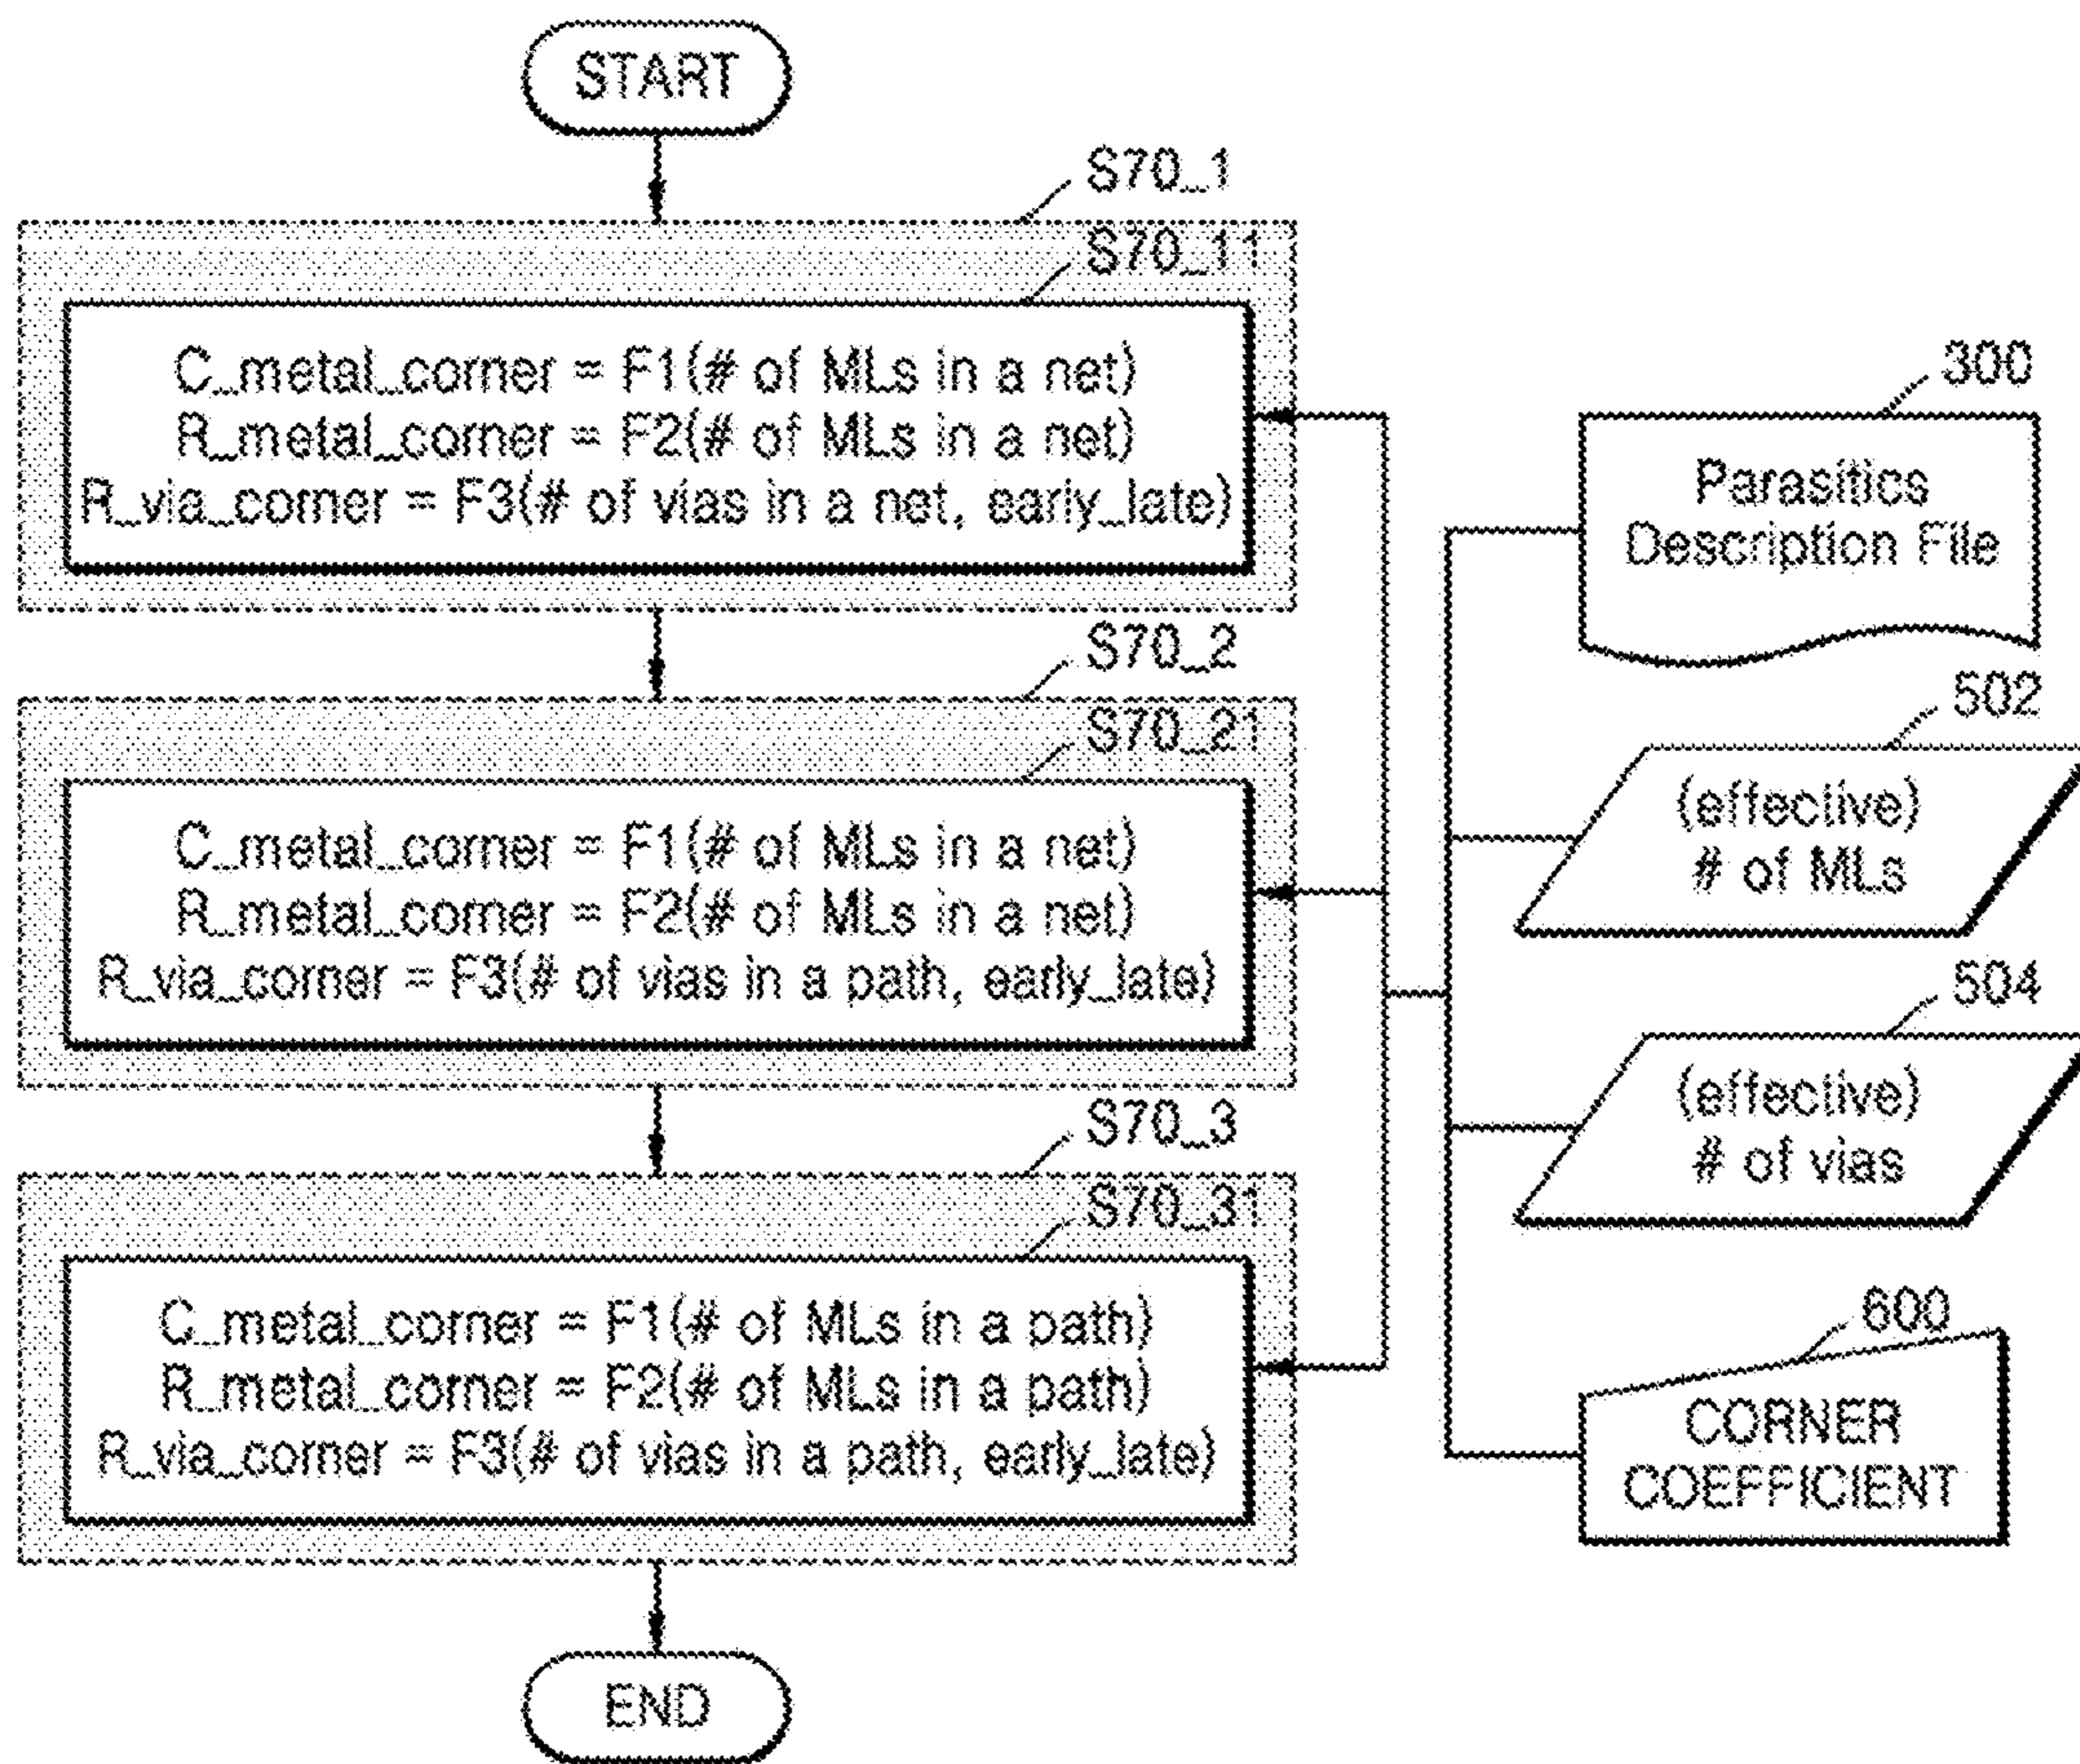 START
S70_1
S70_11
C_metal_corner = F1(# of MLs in a net)
R_metal_corner = F2(# of MLs in a net)
R_via_corner = F3(# of vias in a net, early_late)
S70_2
S70_21
C_metal_corner = F1(# of MLs in a net)
R_metal_corner = F2(# of MLs in a net)
R_via_corner = F3(# of vias in a path, early_late)
S70_3
S70_31
C_metal_corner = F1(# of MLs in a path)
R_metal_corner = F2(# of MLs in a path)
R_via_corner = F3(# of vias in a path, early_late)
END
300
Parasitics
Description File
502
(effective)
# of MLs
504
(effective)
# of vias
600
CORNER
COEFFICIENT